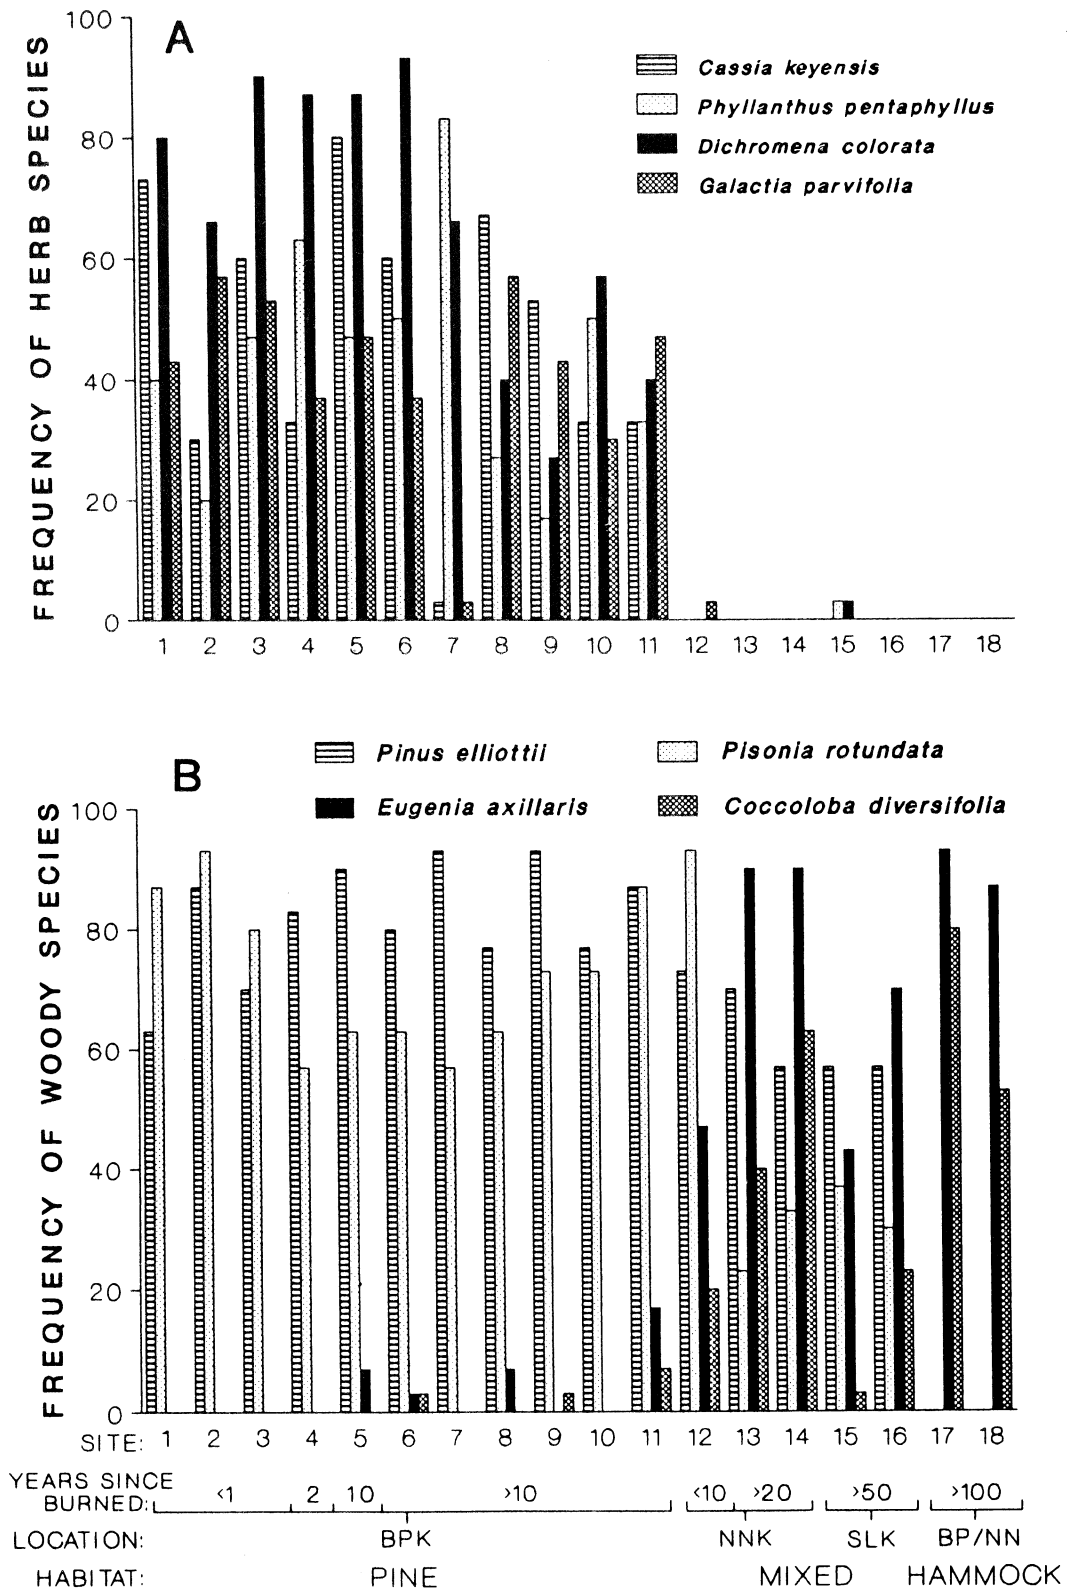 A
FREQUENCY OF HERB SPECIES
100
80
60
40
20
0
Cassia keyensis
Phyllanthus pentaphyllus
Dichromena colorata
Galactia parvifolia
1 2 3 4 5 6 7 8 9 10 11 12 13 14 15 16 17 18
B
Pinus elliottii
Pisonia rotundata
Eugenia axillaris
Coccoloba diversifolia
FREQUENCY OF WOODY SPECIES
100
80
60
40
20
0
SITE: 1 2 3 4 5 6 7 8 9 10 11 12 13 14 15 16 17 18
YEARS SINCE
BURNED: <1 2 10 >10 <10 >20 >50 >100
LOCATION: BPK NNK SLK BP/NN
HABITAT: PINE MIXED HAMMOCK